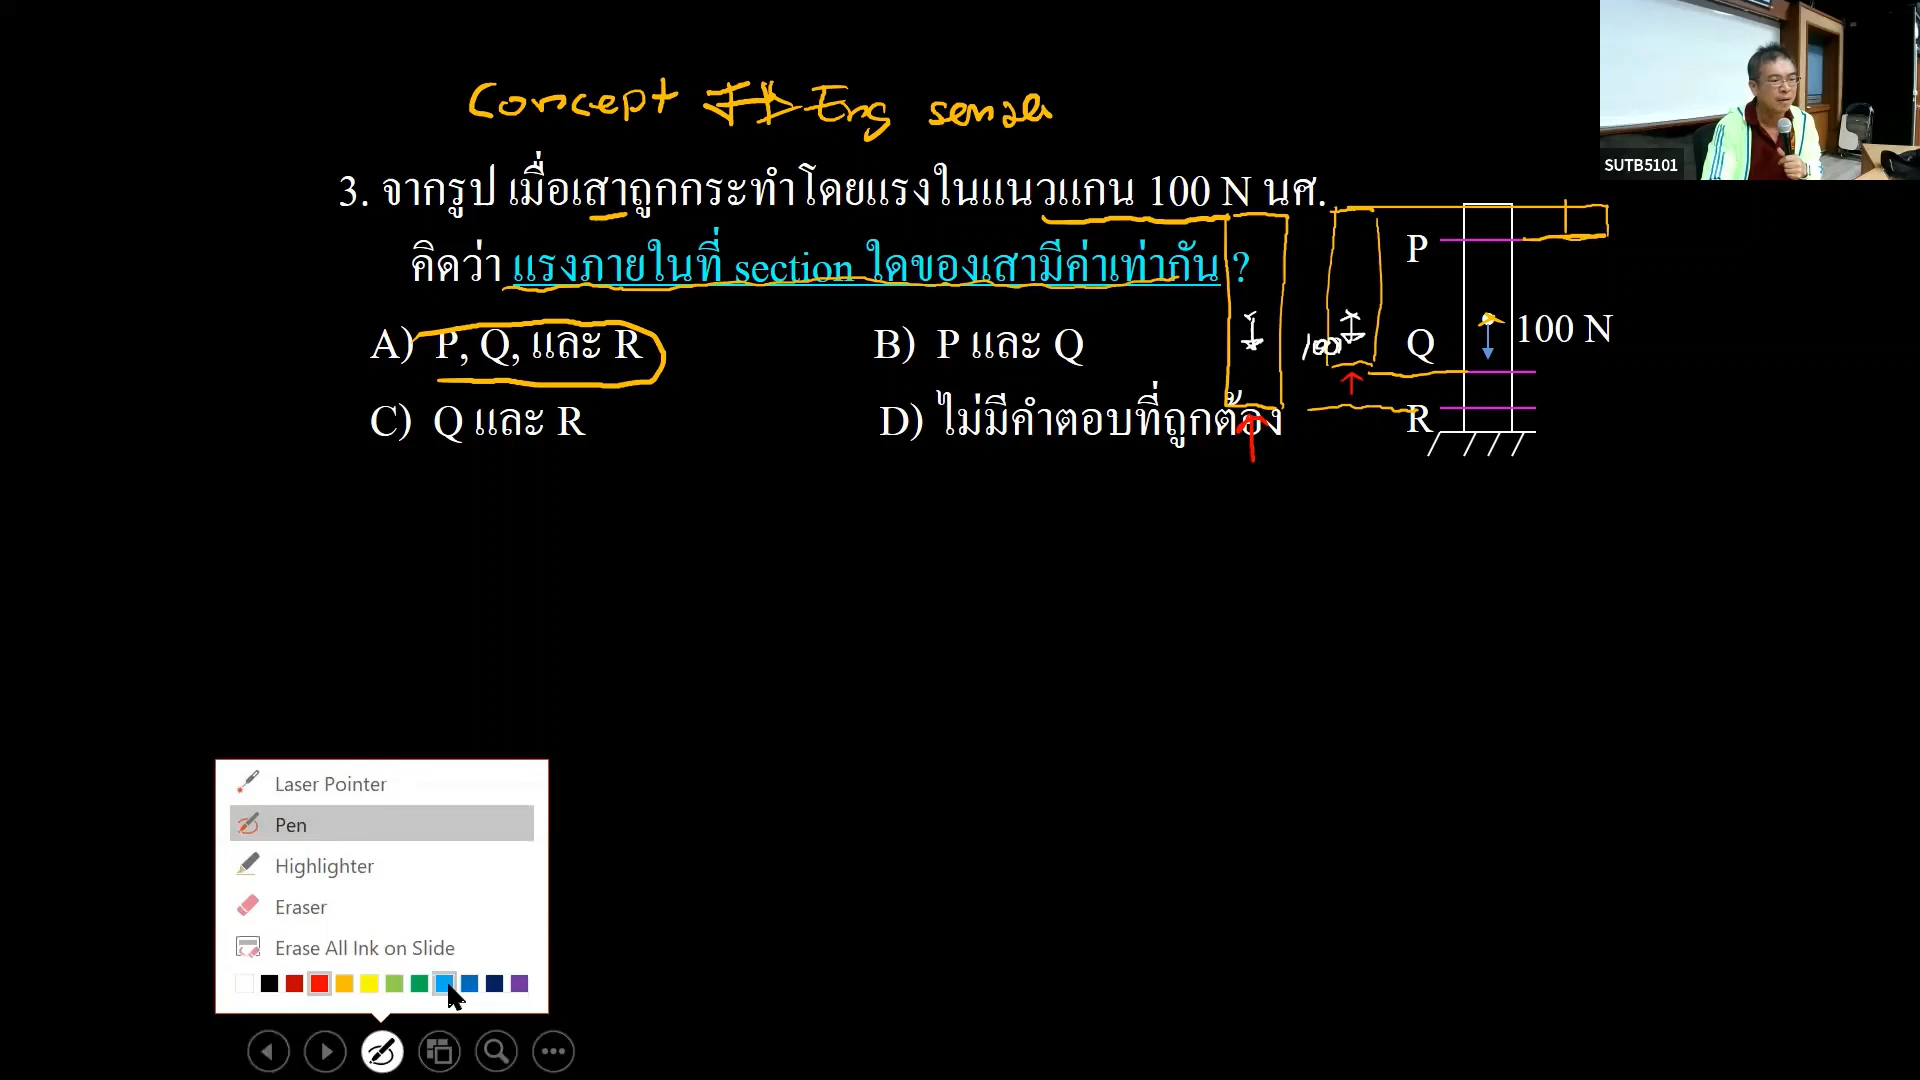 Concept Eng sense
SUTB5101
3. จากรูป เมื่อเสาถูกกระทำโดยแรงในแนวแกน 100 N นศ.
คิดว่า แรงภายในที่ section ใดของเสามีค่าเท่ากัน ?
A) P, Q, และ R
B) P และ Q
C) Q และ R
D) ไม่มีคำตอบที่ถูกต้อง
P
100
Q
100 N
R
Laser Pointer
Pen
Highlighter
Eraser
Erase All Ink on Slide